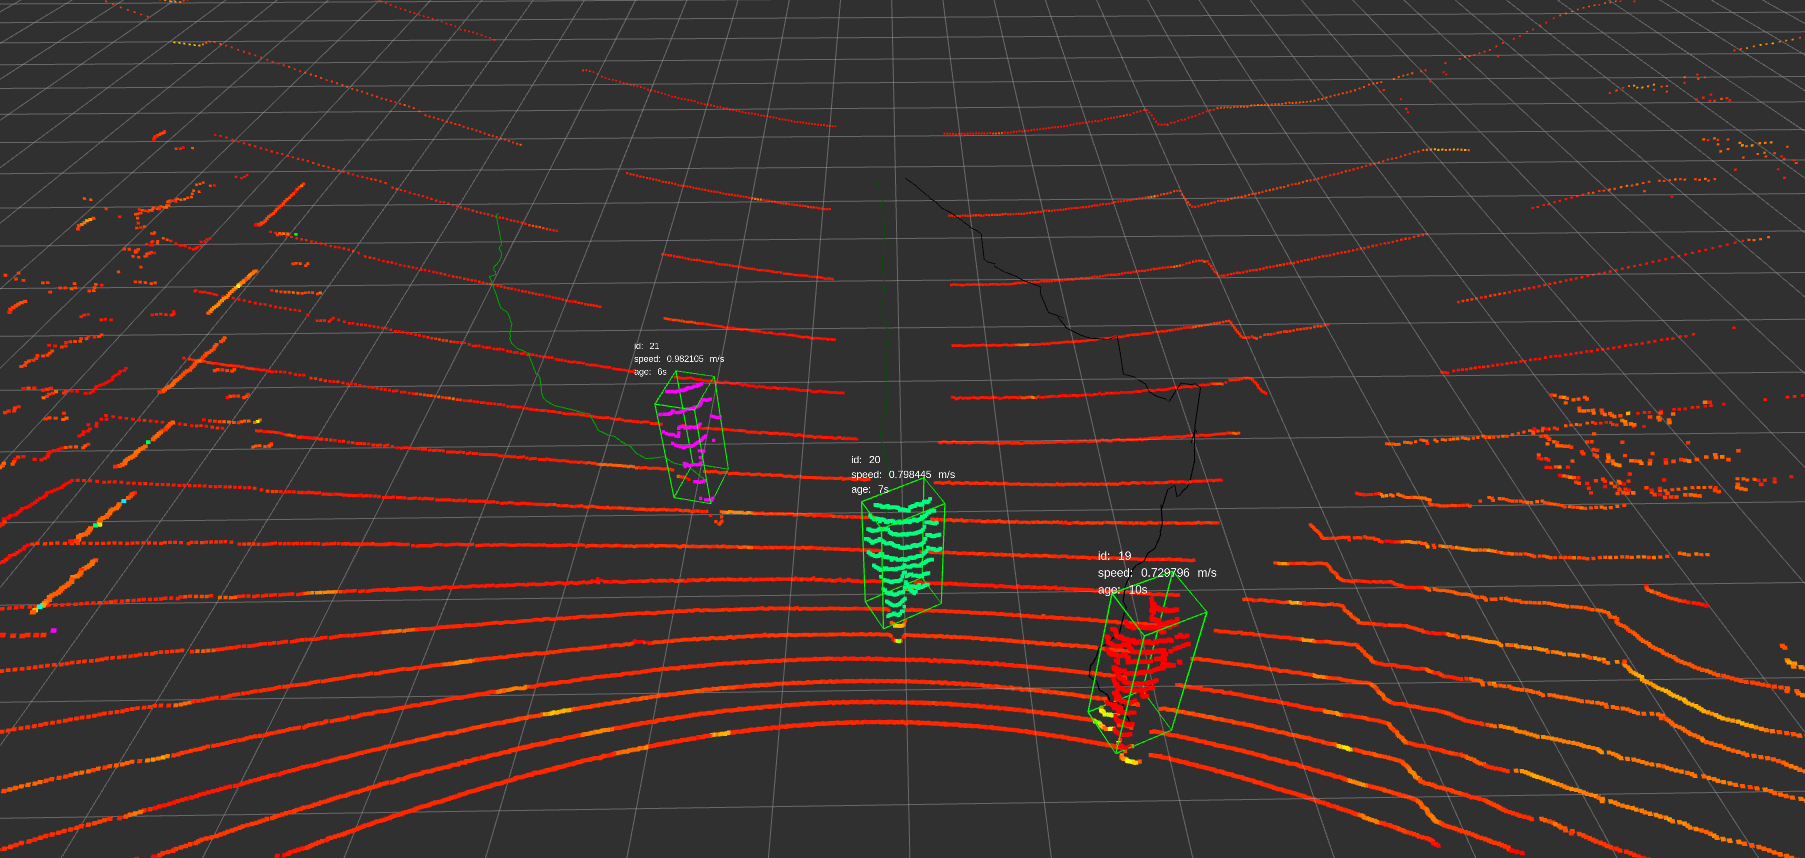 id: 21
speed: 0.982105 m/s
age: 6s
id: 20
speed: 0.798445 m/s
age: 7s
id: 19
speed: 0.729796 m/s
age: 10s